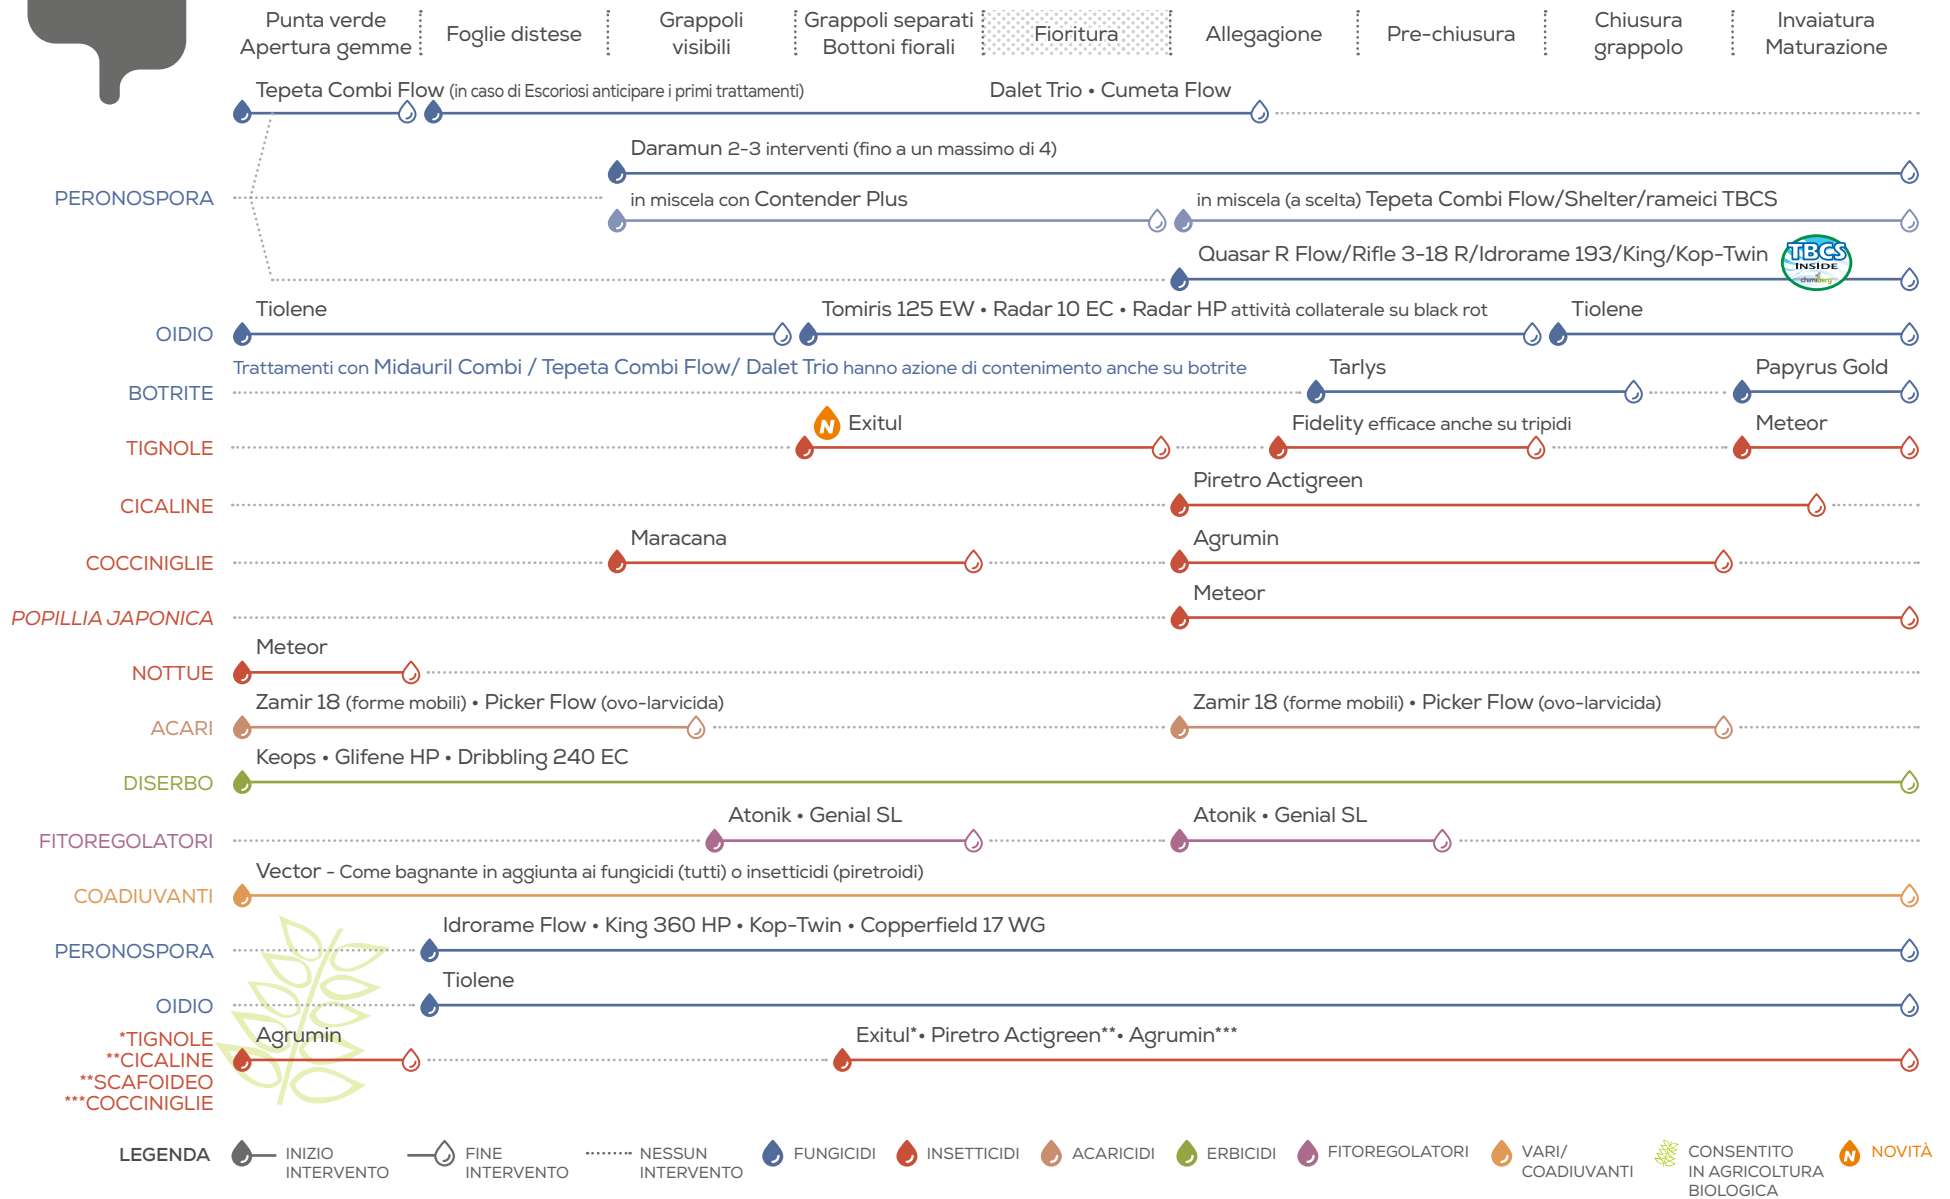 Punta verde
Apertura gemme
Foglie distese
Grappoli
visibili
Grappoli separati
Bottoni fiorali
Fioritura
Allegagione
Pre-chiusura
Chiusura
grappolo
Invaiatura
Maturazione
Tepeta Combi Flow (in caso di Escoriosi anticipare i primi trattamenti)
Dalet Trio • Cumeta Flow
Daramun 2-3 interventi (fino a un massimo di 4)
PERONOSPORA
in miscela con Contender Plus
in miscela (a scelta) Tepeta Combi Flow/Shelter/rameici TBCS
Quasar R Flow/Rifle 3-18 R/Idrorame 193/King/Kop-Twin
TBCS
INSIDE
chimiberg
OIDIO
Tiolene
Tomiris 125 EW • Radar 10 EC • Radar HP attività collaterale su black rot
Tiolene
Trattamenti con Midauril Combi / Tepeta Combi Flow/ Dalet Trio hanno azione di contenimento anche su botrite
BOTRITE
Tarlys
Papyrus Gold
TIGNOLE
N
Exitul
Fidelity efficace anche su tripidi
Meteor
CICALINE
Piretro Actigreen
COCCINIGLIE
Maracana
Agrumin
POPILLIA JAPONICA
Meteor
NOTTUE
Meteor
ACARI
Zamir 18 (forme mobili) • Picker Flow (ovo-larvicida)
Zamir 18 (forme mobili) • Picker Flow (ovo-larvicida)
DISERBO
Keops • Glifene HP • Dribbling 240 EC
FITOREGOLATORI
Atonik • Genial SL
Atonik • Genial SL
COADIUVANTI
Vector - Come bagnante in aggiunta ai fungicidi (tutti) o insetticidi (piretroidi)
PERONOSPORA
Idrorame Flow • King 360 HP • Kop-Twin • Copperfield 17 WG
OIDIO
Tiolene
*TIGNOLE
**CICALINE
**SCAFOIDEO
***COCCINIGLIE
Agrumin
Exitul*• Piretro Actigreen**• Agrumin***
LEGENDA
INIZIO
INTERVENTO
FINE
INTERVENTO
NESSUN
INTERVENTO
FUNGICIDI
INSETTICIDI
ACARICIDI
ERBICIDI
FITOREGOLATORI
VARI/
COADIUVANTI
CONSENTITO
IN AGRICOLTURA
BIOLOGICA
N
NOVITÀ